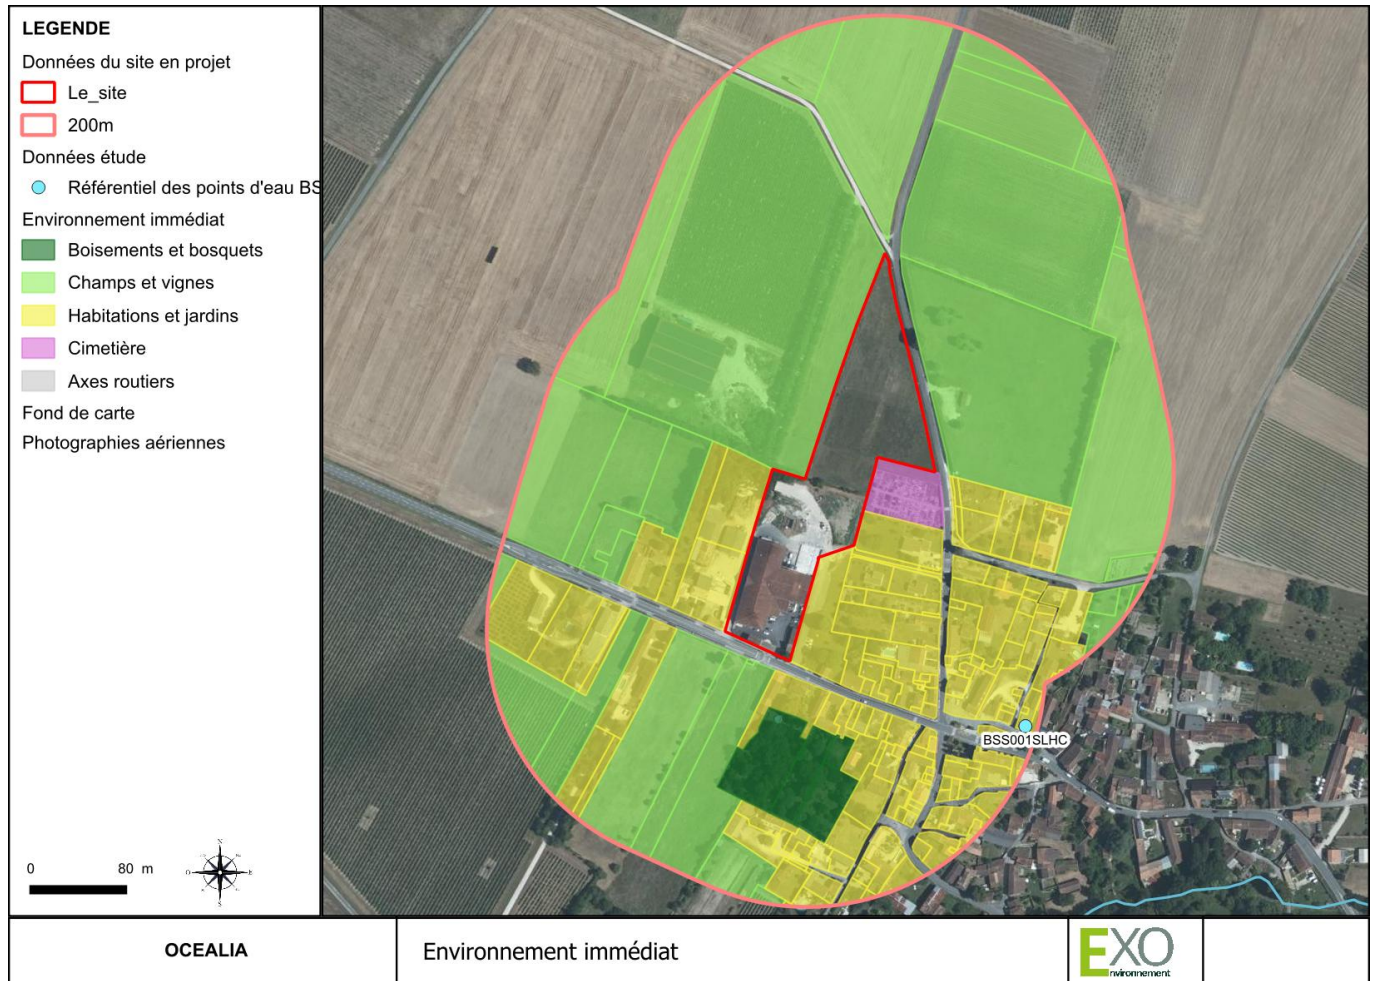 LEGENDE
Données du site en projet
Le_site
200m
Données étude
Référentiel des points d'eau BS
Environnement immédiat
Boisements et bosquets
Champs et vignes
Habitations et jardins
Cimetière
Axes routiers
Fond de carte
Photographies aériennes
BSS001SLHC
0 80 m
N
E
S
OCEALIA
Environnement immédiat
EXO
nvironnement